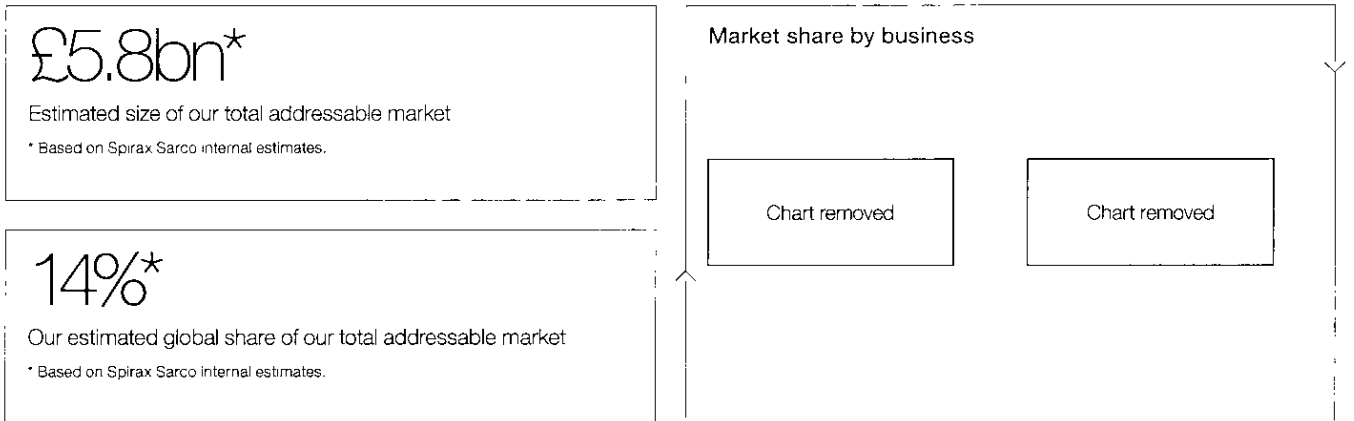 £5.8bn*
Estimated size of our total addressable market
* Based on Spirax Sarco internal estimates.
14%*
Our estimated global share of our total addressable market
* Based on Spirax Sarco internal estimates.
Market share by business
Chart removed
Chart removed